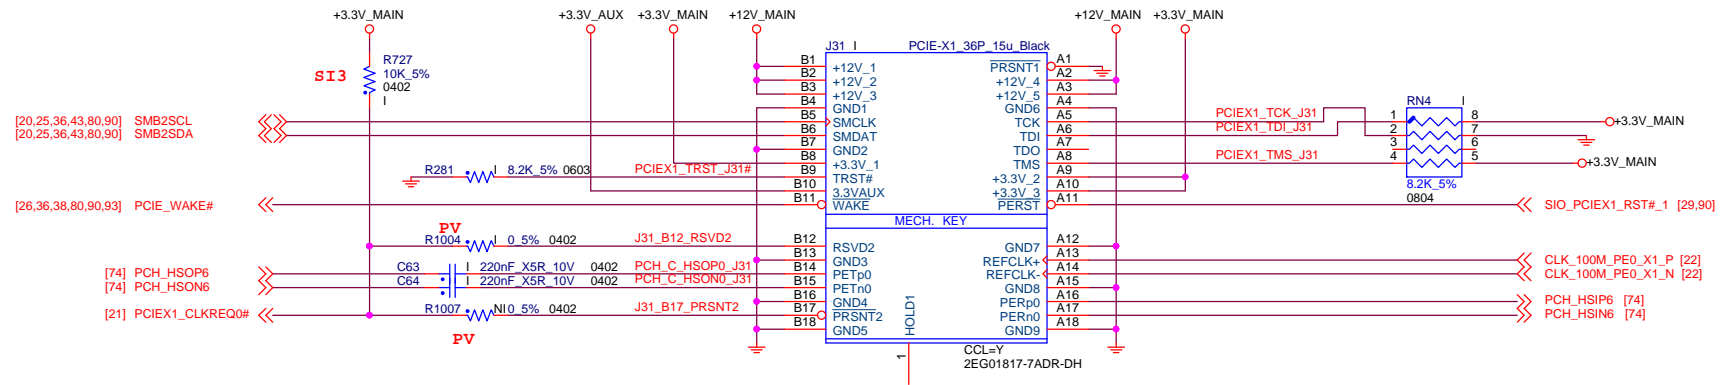 +3.3V_MAIN
+3.3V_AUX
+3.3V_MAIN
+12V_MAIN
+12V_MAIN
+3.3V_MAIN
J31 I PCIE-X1_36P_15u_Black
R727
10K_5%
0402
I
SI3
B1 +12V_1 PRSNT1 A1
B2 +12V_2 +12V_4 A2
B3 +12V_3 +12V_5 A3
B4 GND1 GND6 A4
[20,25,36,43,80,90] SMB2SCL B5 SMCLK TCK A5 PCIEX1_TCK_J31
[20,25,36,43,80,90] SMB2SDA B6 SMDAT TDI A6 PCIEX1_TDI_J31
B7 GND2 TDO A7
B8 +3.3V_1 TMS A8 PCIEX1_TMS_J31
R281 I 8.2K_5% 0603 PCIEX1_TRST_J31# B9 TRST# +3.3V_2 A9
B10 3.3VAUX +3.3V_3 A10
[26,36,38,80,90,93] PCIE_WAKE# B11 WAKE PERST A11 SIO_PCIEX1_RST#_1 [29,90]
RN4 I
1 8 +3.3V_MAIN
2 7
3 6
4 5 +3.3V_MAIN
8.2K_5%
0804
MECH. KEY
PV
R1004 I 0_5% 0402 J31_B12_RSVD2 B12 RSVD2 GND7 A12
B13 GND3 REFCLK+ A13 CLK_100M_PE0_X1_P [22]
[74] PCH_HSOP6 C63 I 220nF_X5R_10V 0402 PCH_C_HSOP0_J31 B14 PETp0 REFCLK- A14 CLK_100M_PE0_X1_N [22]
[74] PCH_HSON6 C64 I 220nF_X5R_10V 0402 PCH_C_HSON0_J31 B15 PETn0 GND8 A15
B16 GND4 PERp0 A16 PCH_HSIP6 [74]
[21] PCIEX1_CLKREQ0# R1007 NI 0_5% 0402 J31_B17_PRSNT2 B17 PRSNT2 PERn0 A17 PCH_HSIN6 [74]
B18 GND5 GND9 A18
PV
HOLD1
1
CCL=Y
2EG01817-7ADR-DH